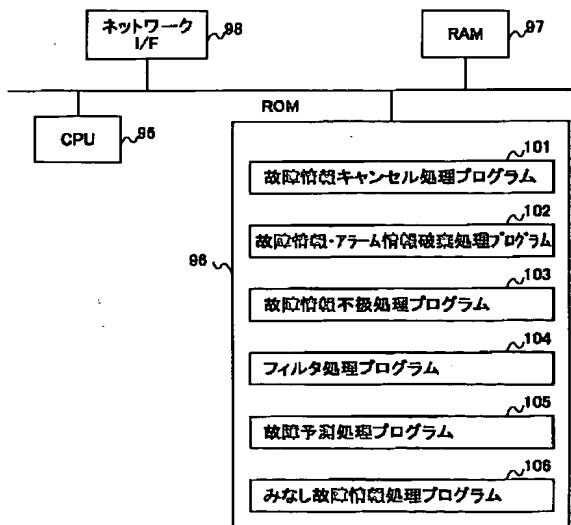 ネットワーク
I/F
98
RAM
97
ROM
CPU
95
96
101
故障情報キャンセル処理プログラム
102
故障情報・アラーム情報破棄処理プログラム
103
故障情報不極処理プログラム
104
フィルタ処理プログラム
105
故障予測処理プログラム
106
みなし故障情報処理プログラム